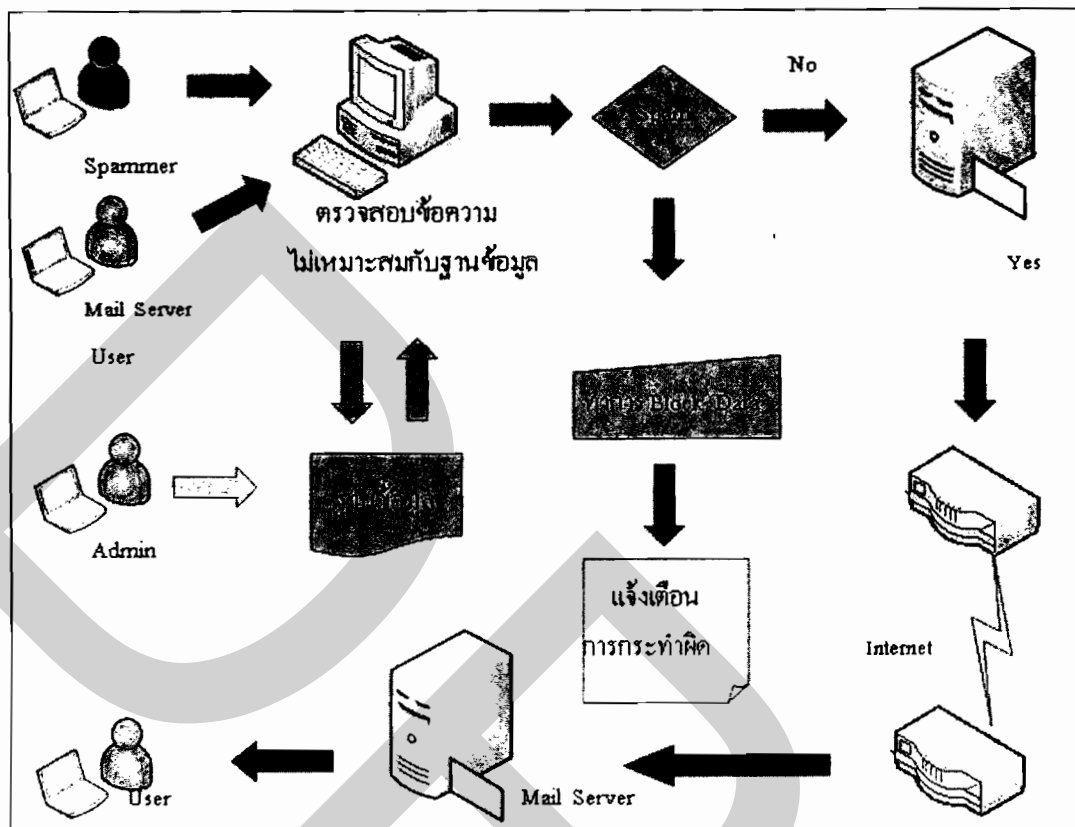 No
Spammer
ตรวจสอบข้อความ
ไม่เหมาะสมกับฐานข้อมูล
Yes
Mail Server
User
Block
Admin
แจ้งเตือน
การกระทำผิด
Internet
User
Mail Server